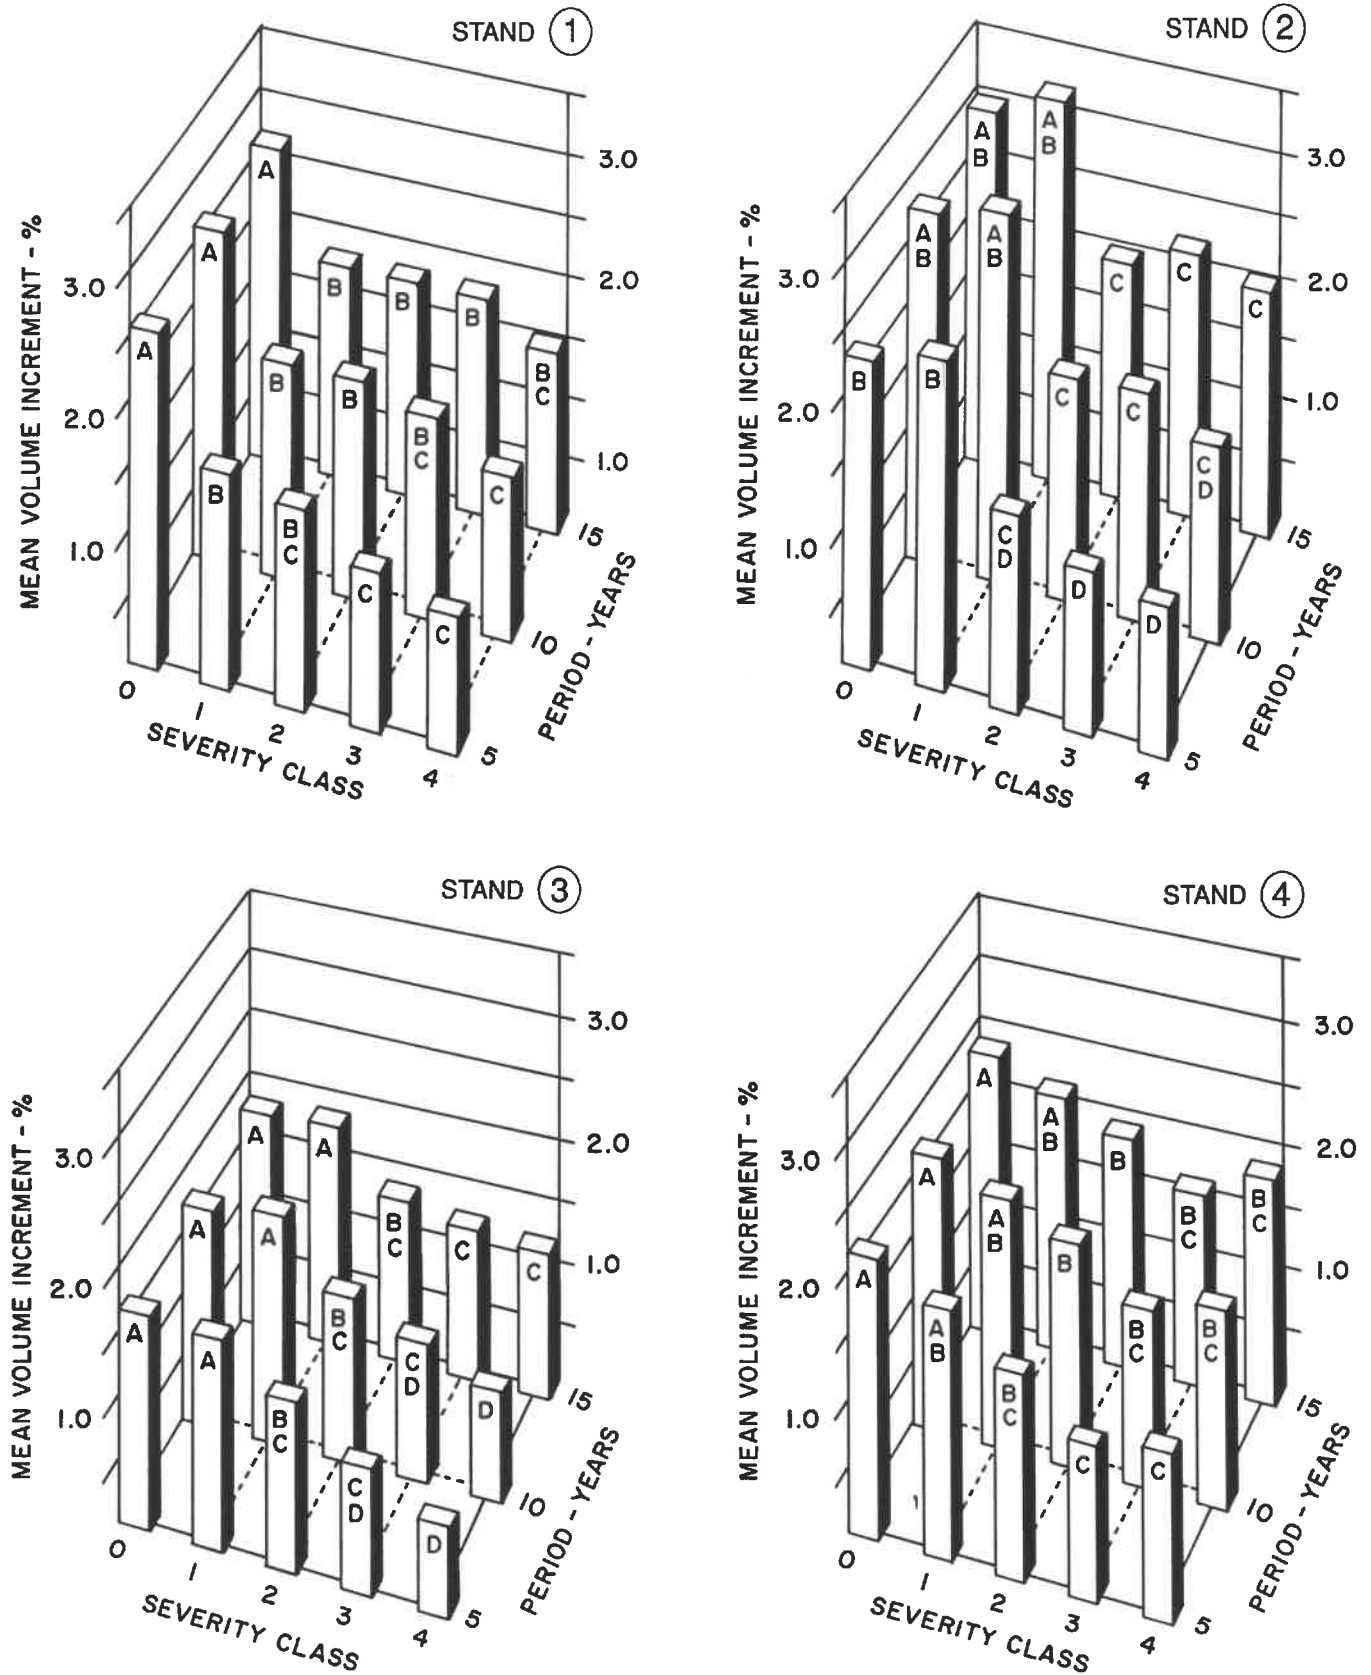 STAND 1
MEAN VOLUME INCREMENT - %
3.0
2.0
1.0
3.0
2.0
1.0
A
A
A
B
B
B
B
C
B
B
B
B
C
B
C
C
C
B
C
C
0
1
2
3
4
5
10
15
SEVERITY CLASS
PERIOD - YEARS
STAND 2
MEAN VOLUME INCREMENT - %
3.0
2.0
1.0
3.0
2.0
1.0
A
B
A
B
A
B
A
B
C
C
C
B
B
C
C
C
D
C
D
D
D
0
1
2
3
4
5
10
15
SEVERITY CLASS
PERIOD - YEARS
STAND 3
MEAN VOLUME INCREMENT - %
3.0
2.0
1.0
3.0
2.0
1.0
A
A
B
C
C
C
A
A
B
C
C
D
D
A
A
B
C
C
D
D
0
1
2
3
4
5
10
15
SEVERITY CLASS
PERIOD - YEARS
STAND 4
MEAN VOLUME INCREMENT - %
3.0
2.0
1.0
3.0
2.0
1.0
A
A
B
B
B
C
B
C
A
A
B
B
B
C
B
C
A
A
B
B
C
C
C
0
1
2
3
4
5
10
15
SEVERITY CLASS
PERIOD - YEARS